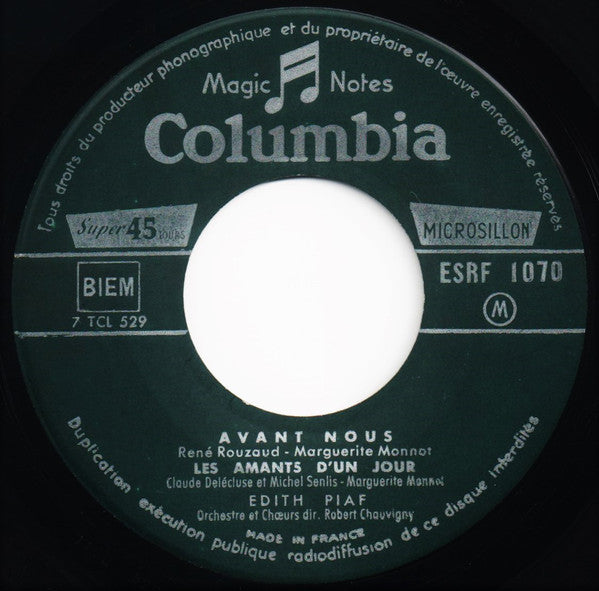 Tous droits du producteur phonographique et du propriétaire de l'œuvre enregistrée réservés
Magic Notes
Columbia
Super 45 tours
MICROSILLON
BIEM
ESRF 1070
7 TCL 529
M
AVANT NOUS
René Rouzaud - Marguerite Monnot
LES AMANTS D'UN JOUR
Claude Delécluse et Michel Senlis - Marguerite Monnot
EDITH PIAF
Orchestre et Chœurs dir. Robert Chauvigny
MADE IN FRANCE
Duplication exécution publique radiodiffusion de ce disque interdites